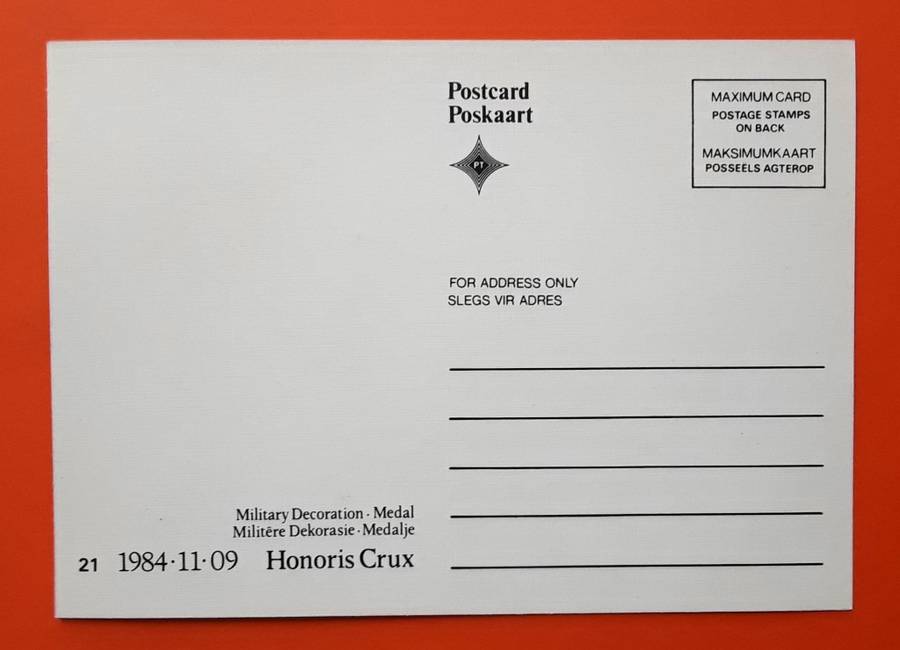 Postcard
Poskaart
PT
MAXIMUM CARD
POSTAGE STAMPS
ON BACK
MAKSIMUMKAART
POSSEËLS AGTEROP
FOR ADDRESS ONLY
SLEGS VIR ADRES
Military Decoration · Medal
Militêre Dekorasie · Medalje
21 1984·11·09 Honoris Crux